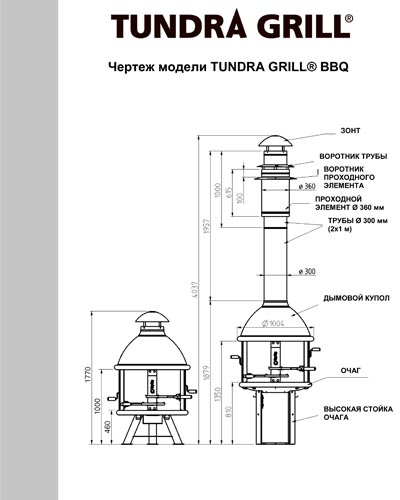 TUNDRA GRILL®
Чертеж модели TUNDRA GRILL® BBQ
ЗОНТ
ВОРОТНИК ТРУБЫ
ВОРОТНИК
ПРОХОДНОГО
ЭЛЕМЕНТА
ø 360
ПРОХОДНОЙ
ЭЛЕМЕНТ Ø 360 мм
ТРУБЫ Ø 300 мм
(2x1 м)
1000
615
100
1957
4037
ø 300
ДЫМОВОЙ КУПОЛ
Ø 1004
1770
1000
460
1879
1350
810
ОЧАГ
ВЫСОКАЯ СТОЙКА
ОЧАГА